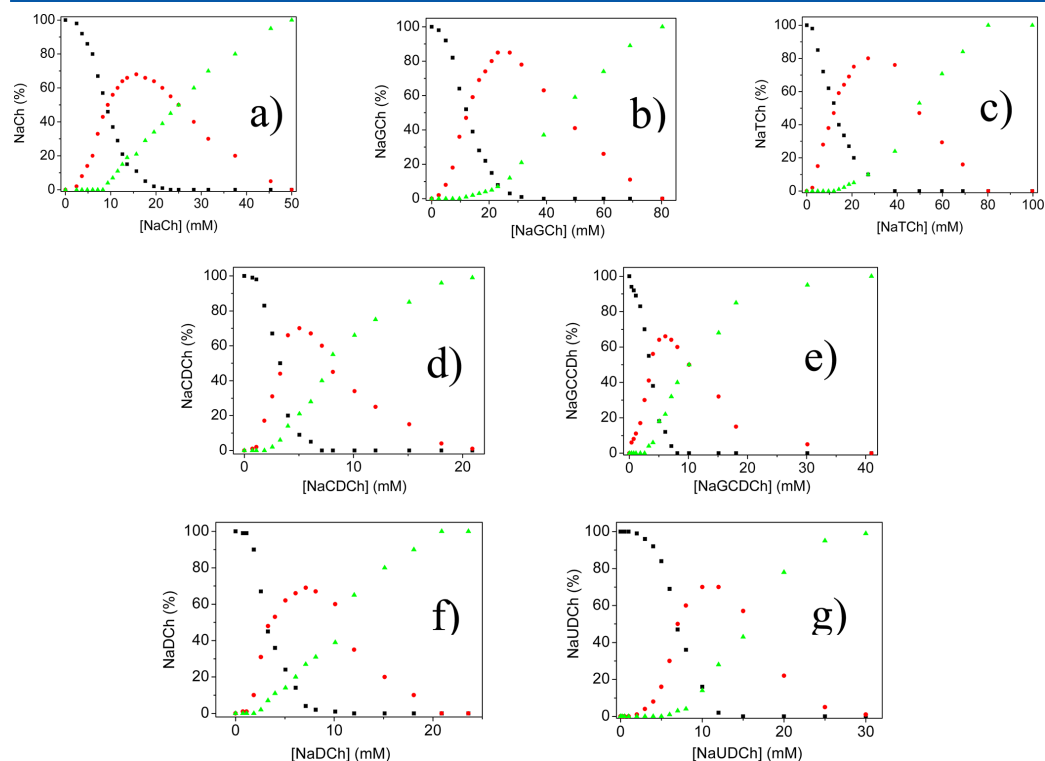 100
80
60
40
20
0
NaCh (%)
a)
0 10 20 30 40 50
[NaCh] (mM)
100
80
60
40
20
0
NaGCh (%)
b)
0 20 40 60 80
[NaGCh] (mM)
100
80
60
40
20
0
NaTCh (%)
c)
0 20 40 60 80 100
[NaTCh] (mM)
100
80
60
40
20
0
NaCDCh (%)
d)
0 10 20
[NaCDCh] (mM)
100
80
60
40
20
0
NaGCCDh (%)
e)
0 10 20 30 40
[NaGCDCh] (mM)
100
80
60
40
20
0
NaDCh (%)
f)
0 10 20
[NaDCh] (mM)
100
80
60
40
20
0
NaUDCh (%)
g)
0 10 20 30
[NaUDCh] (mM)